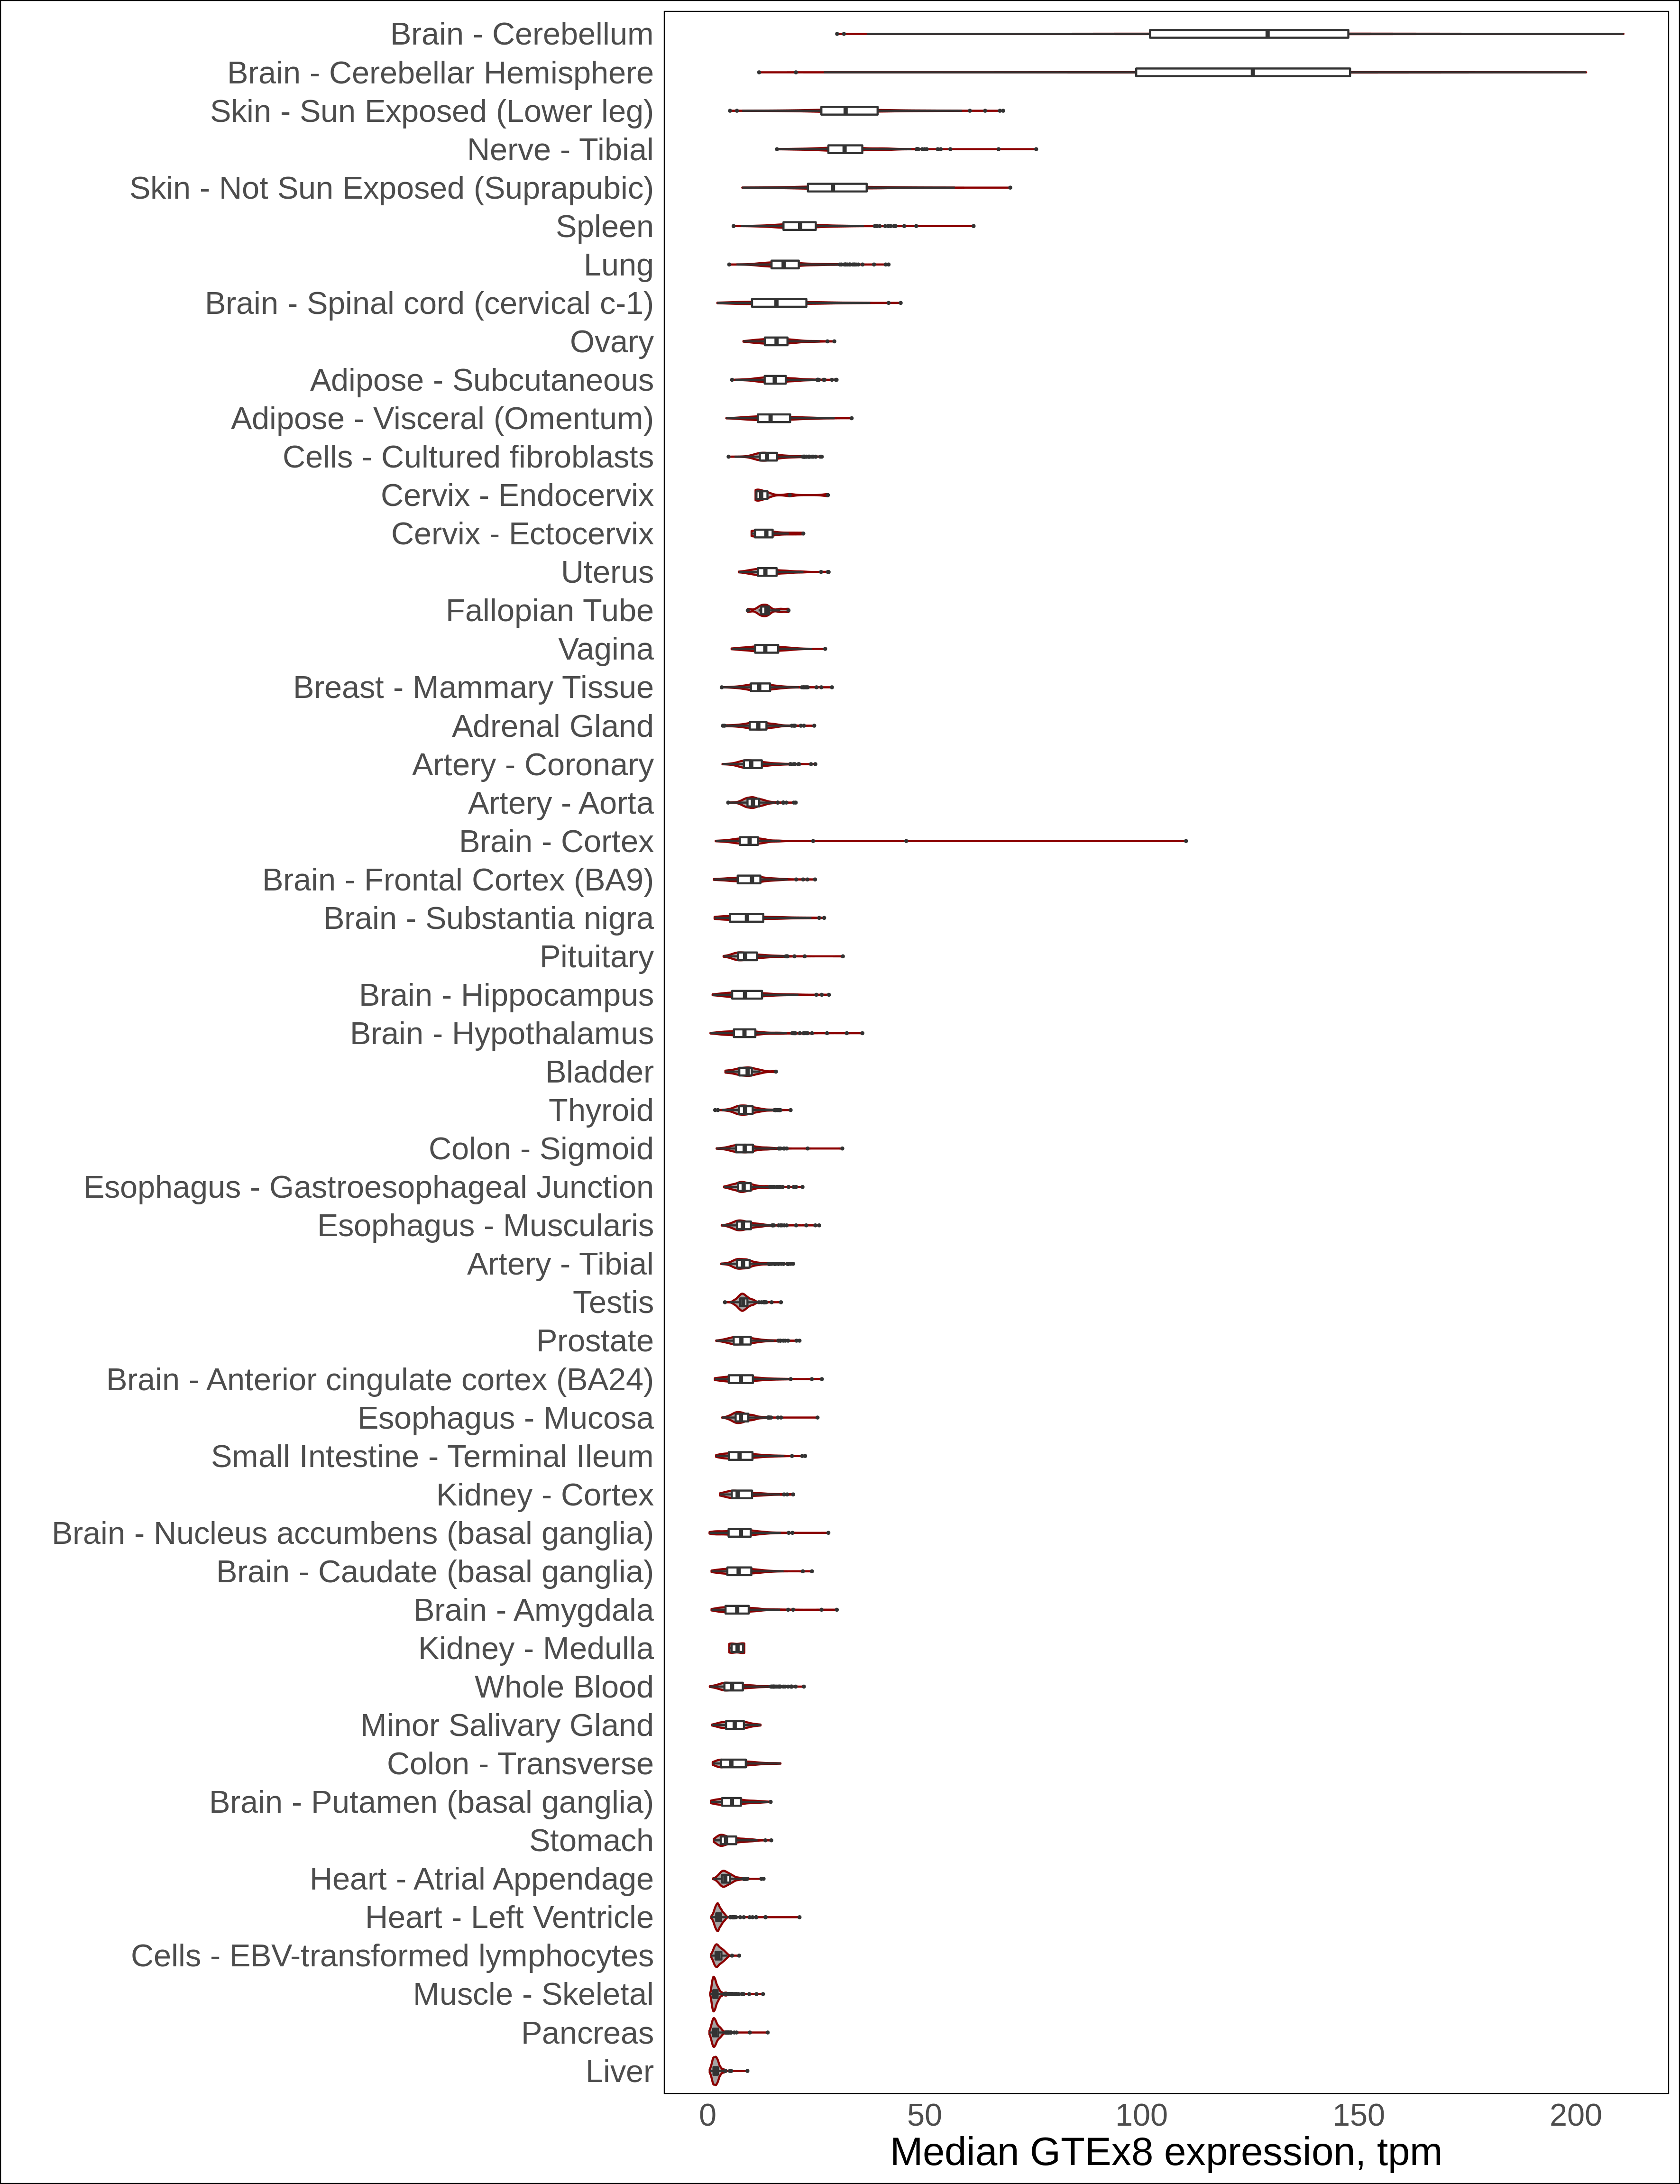 Brain - Cerebellum
Brain - Cerebellar Hemisphere
Skin - Sun Exposed (Lower leg)
Nerve - Tibial
Skin - Not Sun Exposed (Suprapubic)
Spleen
Lung
Brain - Spinal cord (cervical c-1)
Ovary
Adipose - Subcutaneous
Adipose - Visceral (Omentum)
Cells - Cultured fibroblasts
Cervix - Endocervix
Cervix - Ectocervix
Uterus
Fallopian Tube
Vagina
Breast - Mammary Tissue
Adrenal Gland
Artery - Coronary
Artery - Aorta
Brain - Cortex
Brain - Frontal Cortex (BA9)
Brain - Substantia nigra
Pituitary
Brain - Hippocampus
Brain - Hypothalamus
Bladder
Thyroid
Colon - Sigmoid
Esophagus - Gastroesophageal Junction
Esophagus - Muscularis
Artery - Tibial
Testis
Prostate
Brain - Anterior cingulate cortex (BA24)
Esophagus - Mucosa
Small Intestine - Terminal Ileum
Kidney - Cortex
Brain - Nucleus accumbens (basal ganglia)
Brain - Caudate (basal ganglia)
Brain - Amygdala
Kidney - Medulla
Whole Blood
Minor Salivary Gland
Colon - Transverse
Brain - Putamen (basal ganglia)
Stomach
Heart - Atrial Appendage
Heart - Left Ventricle
Cells - EBV-transformed lymphocytes
Muscle - Skeletal
Pancreas
Liver
0 50 100 150 200
Median GTEx8 expression, tpm